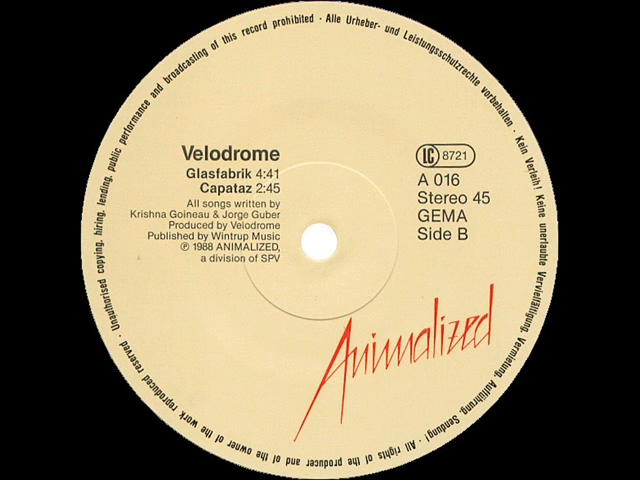 Unauthorised copying, hiring, lending, public performance and broadcasting of this record prohibited · Alle Urheber- und Leistungsschutzrechte vorbehalten · Kein Verleih! Keine unerlaubte Vervielfältigung, Vermietung, Aufführung, Sendung! · All rights of the producer and of the owner of the work reproduced reserved ·
Velodrome
Glasfabrik 4:41
Capataz 2:45
All songs written by
Krishna Goineau & Jorge Guber
Produced by Velodrome
Published by Wintrup Music
℗ 1988 ANIMALIZED,
a division of SPV
LC 8721
A 016
Stereo 45
GEMA
Side B
Animalized